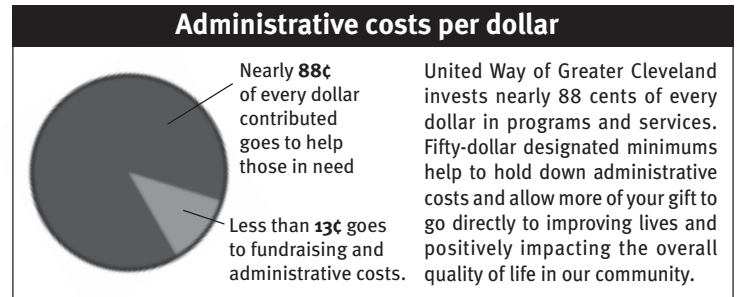 Administrative costs per dollar
Nearly 88¢
of every dollar
contributed
goes to help
those in need
Less than 13¢ goes
to fundraising and
administrative costs.
United Way of Greater Cleveland
invests nearly 88 cents of every
dollar in programs and services.
Fifty-dollar designated minimums
help to hold down administrative
costs and allow more of your gift to
go directly to improving lives and
positively impacting the overall
quality of life in our community.